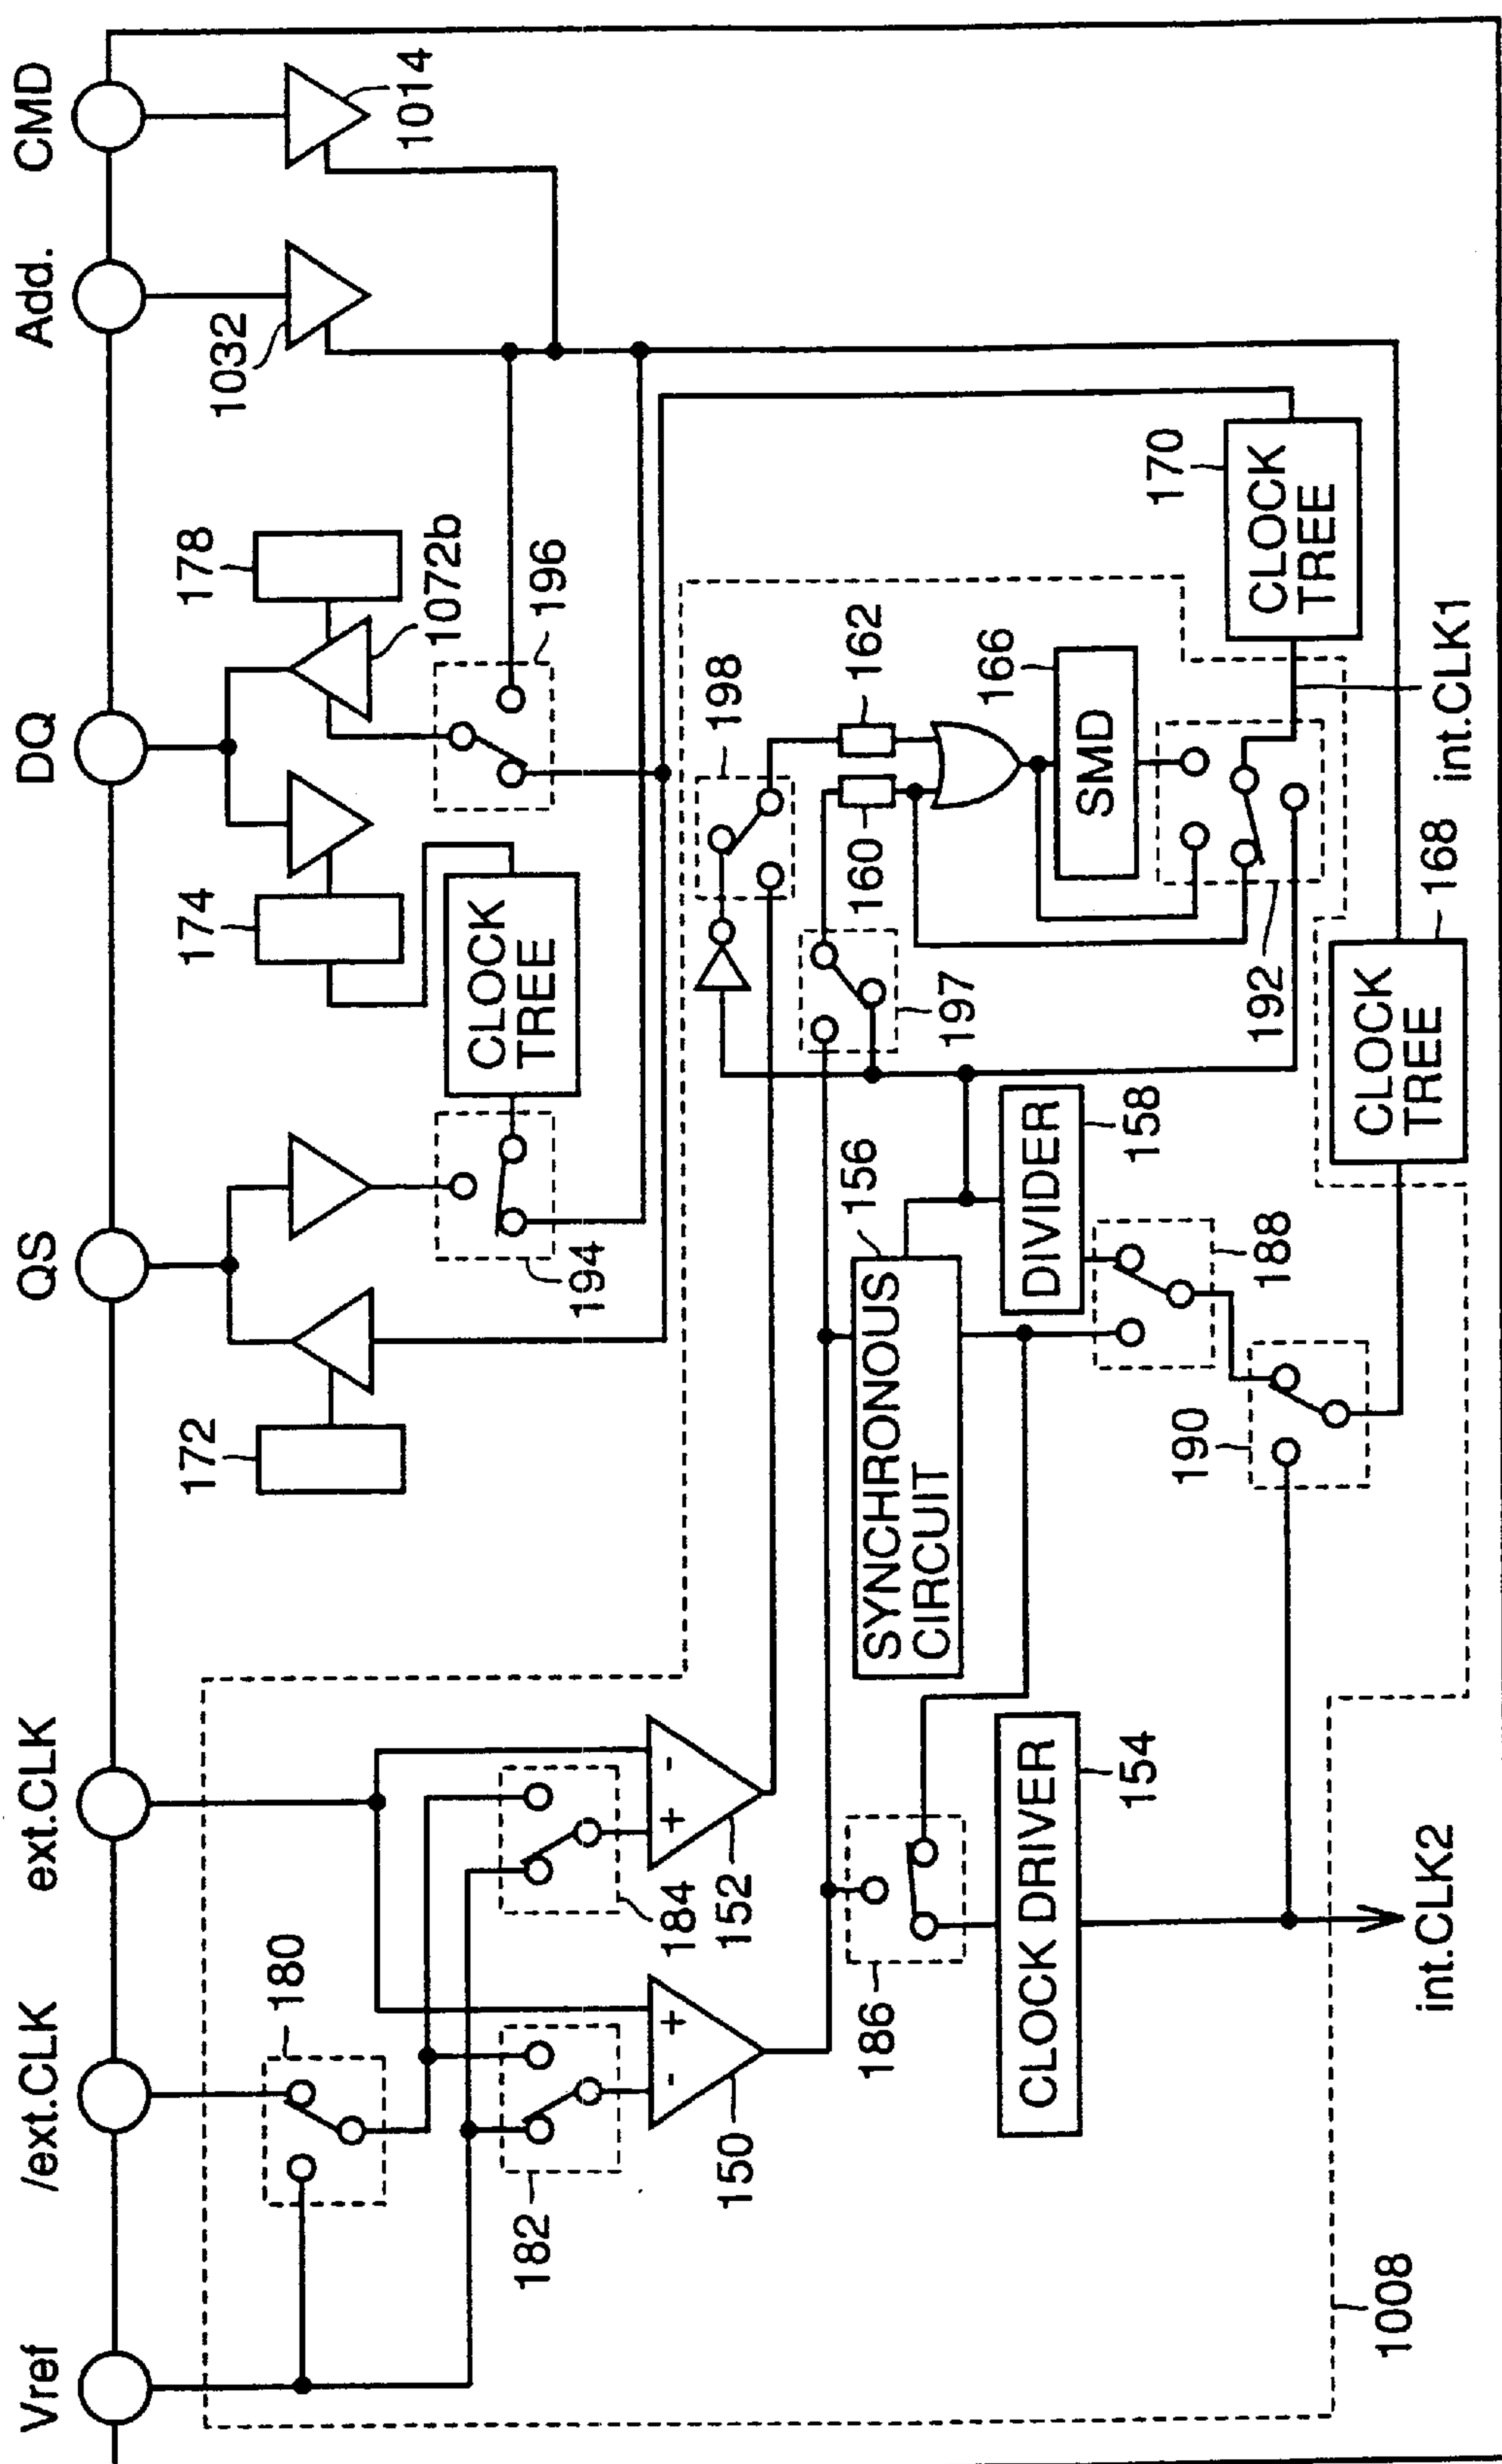 Vref
/ext.CLK
ext.CLK
QS
DQ
Add.
CMD
180
172
174
178
1032
1014
1072b
182
184
194
196
150
152
CLOCK
TREE
198
162
160
197
166
SMD
170
CLOCK
TREE
186
SYNCHRONOUS
CIRCUIT
156
DIVIDER
158
188
190
192
CLOCK DRIVER
154
CLOCK
TREE
168
int.CLK1
int.CLK2
1008
+
-
-
+